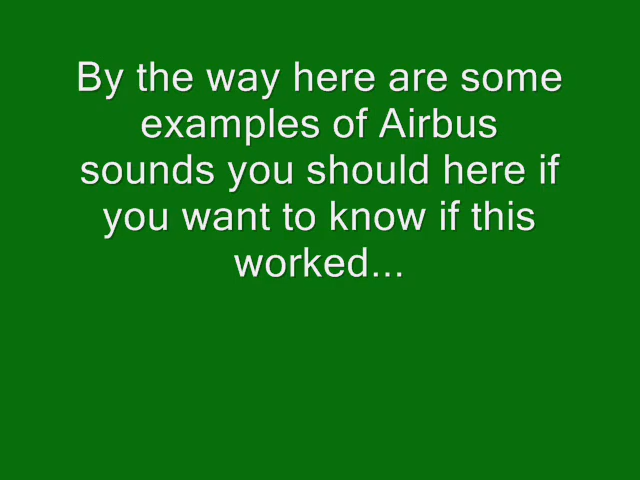 By the way here are some
examples of Airbus
sounds you should here if
you want to know if this
worked...